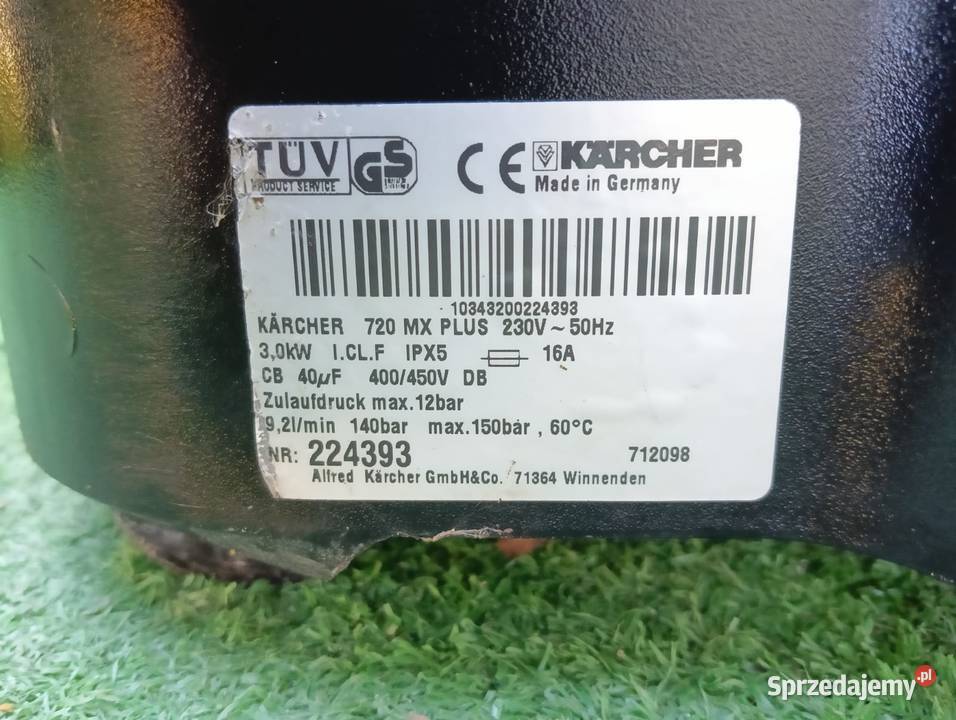 TÜV
PRODUCT SERVICE
GS
CE
KÄRCHER
Made in Germany
10343200224393
KÄRCHER 720 MX PLUS 230V ~ 50Hz
3,0kW I.CL.F IPX5 16A
CB 40µF 400/450V DB
Zulaufdruck max.12bar
9,2l/min 140bar max.150bar , 60°C
NR: 224393 712098
Alfred Kärcher GmbH&Co. 71364 Winnenden
Sprzedajemy.pl